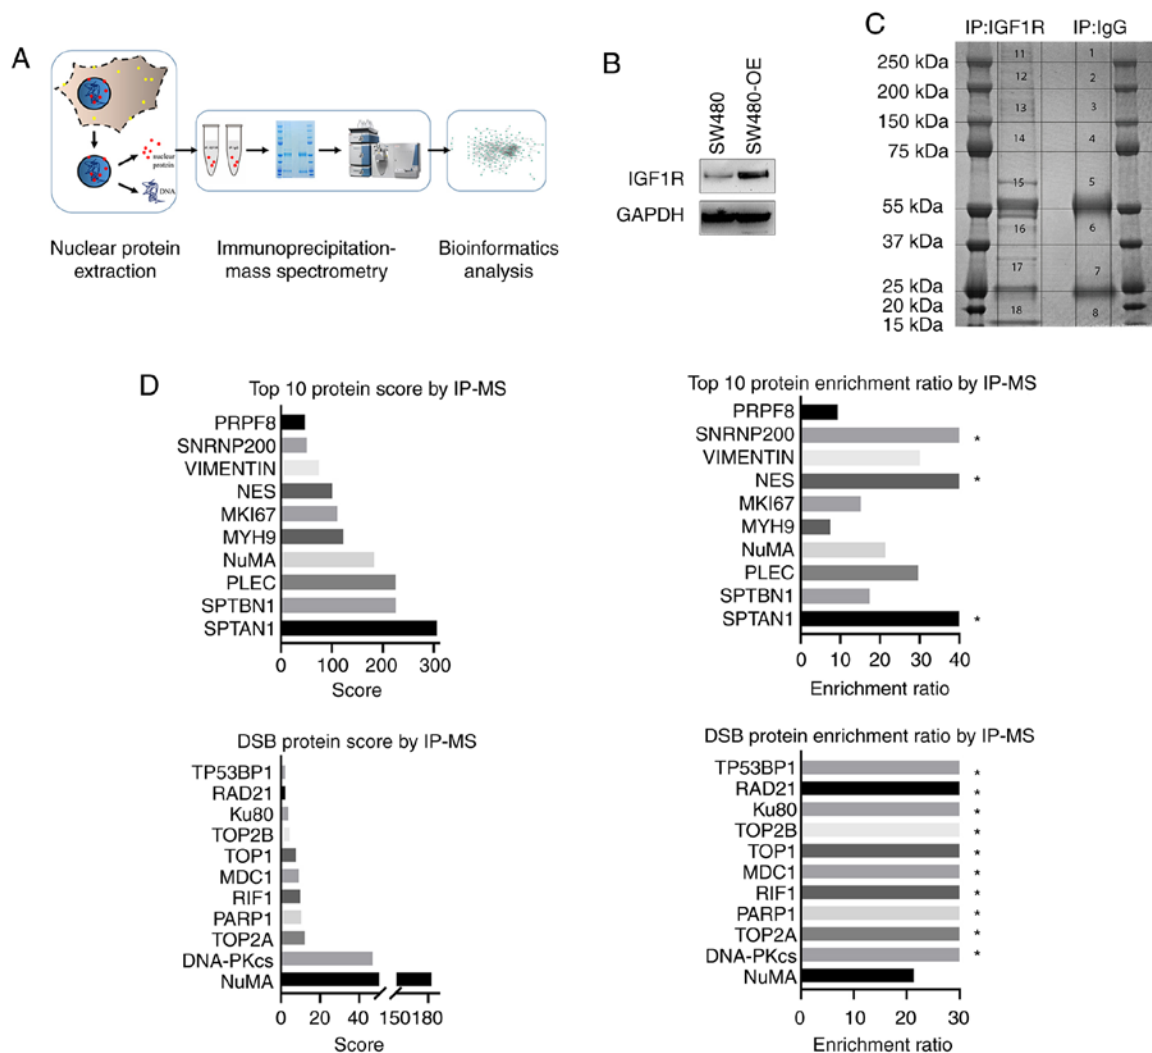 A
nuclear
protein
DNA
Nuclear protein
extraction
Immunoprecipitation-
mass spectrometry
Bioinformatics
analysis
B
SW480
SW480-OE
IGF1R
GAPDH
C
IP:IGF1R IP:IgG
250 kDa
200 kDa
150 kDa
75 kDa
55 kDa
37 kDa
25 kDa
20 kDa
15 kDa
11
12
13
14
15
16
17
18
1
2
3
4
5
6
7
8
D
Top 10 protein score by IP-MS
PRPF8
SNRNP200
VIMENTIN
NES
MKI67
MYH9
NuMA
PLEC
SPTBN1
SPTAN1
0 100 200 300
Score
Top 10 protein enrichment ratio by IP-MS
PRPF8
SNRNP200 *
VIMENTIN
NES *
MKI67
MYH9
NuMA
PLEC
SPTBN1
SPTAN1 *
0 10 20 30 40
Enrichment ratio
DSB protein score by IP-MS
TP53BP1
RAD21
Ku80
TOP2B
TOP1
MDC1
RIF1
PARP1
TOP2A
DNA-PKcs
NuMA
0 20 40 150 180
Score
DSB protein enrichment ratio by IP-MS
TP53BP1 *
RAD21 *
Ku80 *
TOP2B *
TOP1 *
MDC1 *
RIF1 *
PARP1 *
TOP2A *
DNA-PKcs *
NuMA
0 10 20 30
Enrichment ratio